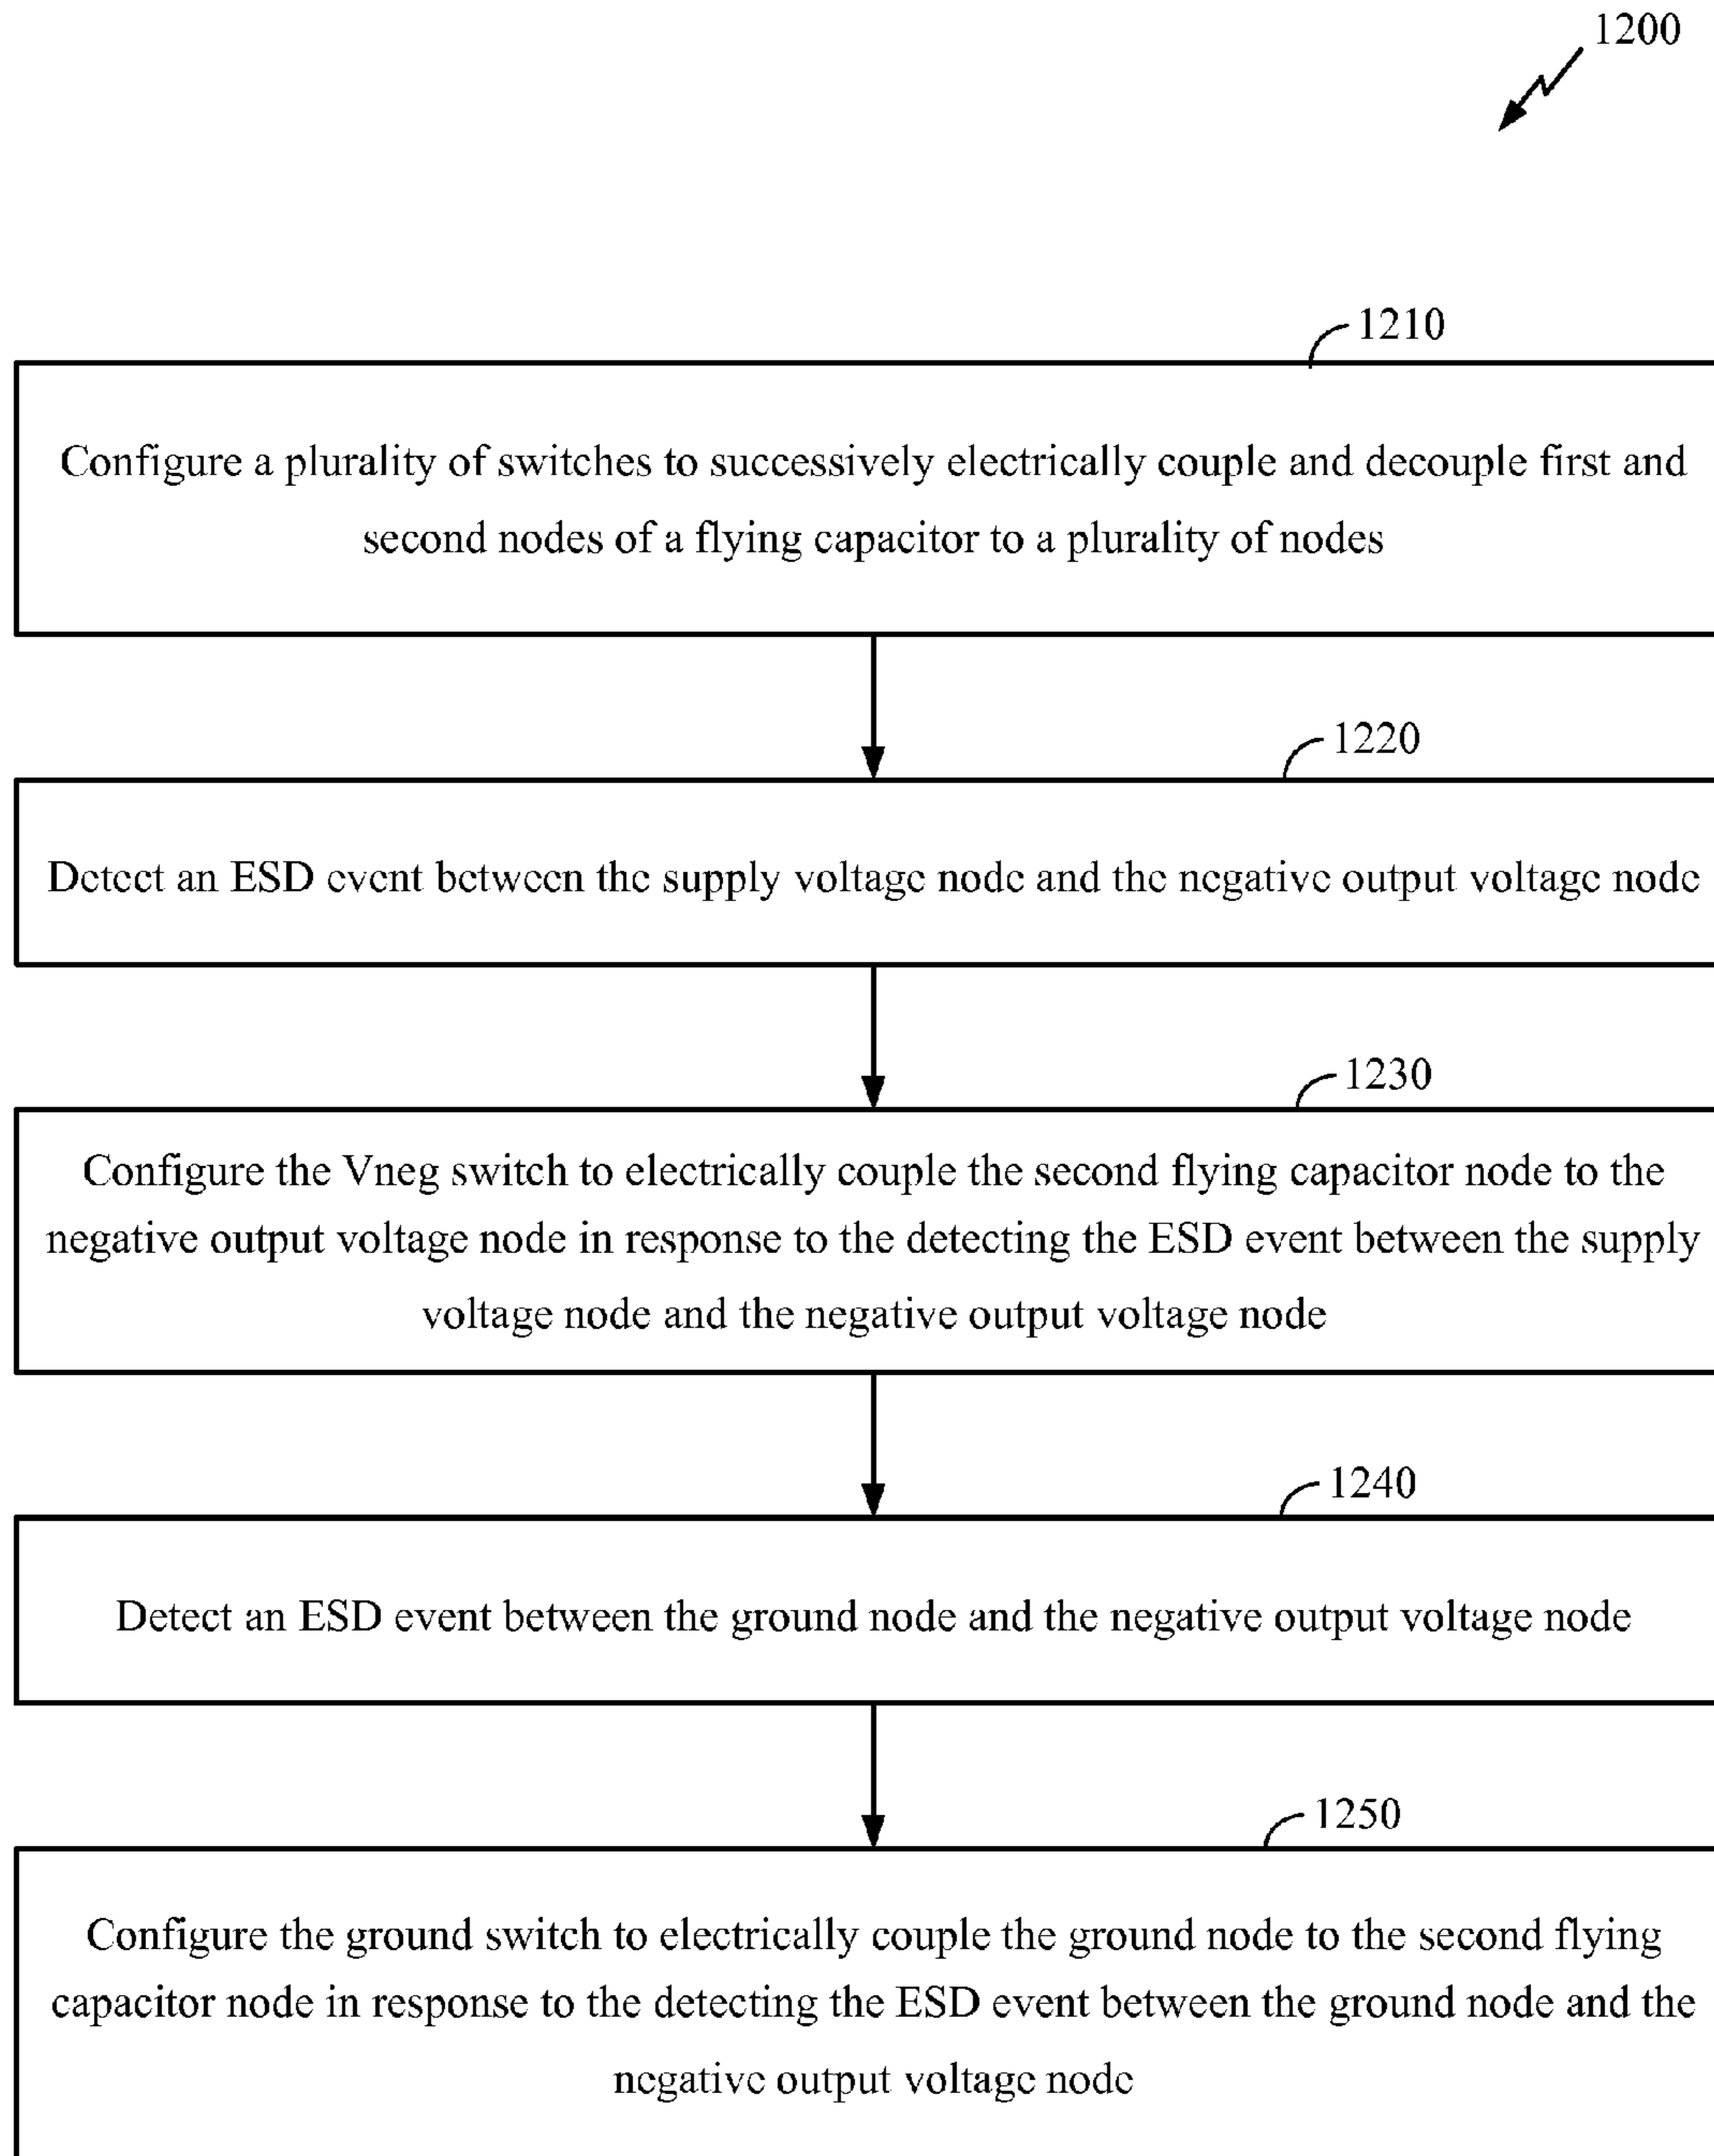 1200
1210
Configure a plurality of switches to successively electrically couple and decouple first and
second nodes of a flying capacitor to a plurality of nodes
1220
Detect an ESD event between the supply voltage node and the negative output voltage node
1230
Configure the Vneg switch to electrically couple the second flying capacitor node to the
negative output voltage node in response to the detecting the ESD event between the supply
voltage node and the negative output voltage node
1240
Detect an ESD event between the ground node and the negative output voltage node
1250
Configure the ground switch to electrically couple the ground node to the second flying
capacitor node in response to the detecting the ESD event between the ground node and the
negative output voltage node